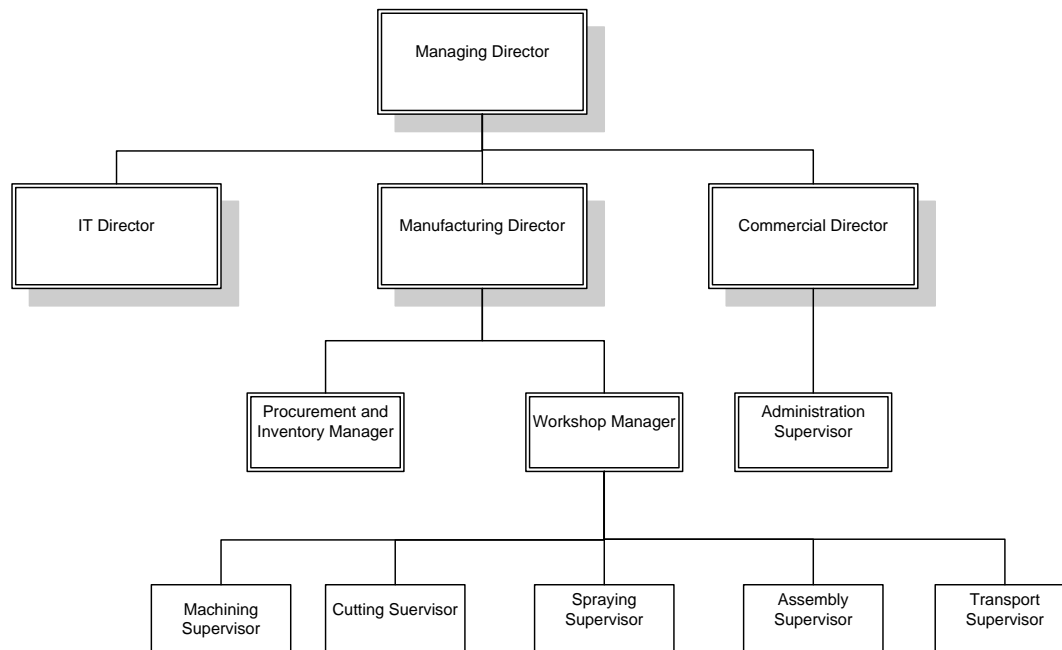 Managing Director
IT Director
Manufacturing Director
Commercial Director
Procurement and
Inventory Manager
Workshop Manager
Administration
Supervisor
Machining
Supervisor
Cutting Suervisor
Spraying
Supervisor
Assembly
Supervisor
Transport
Supervisor